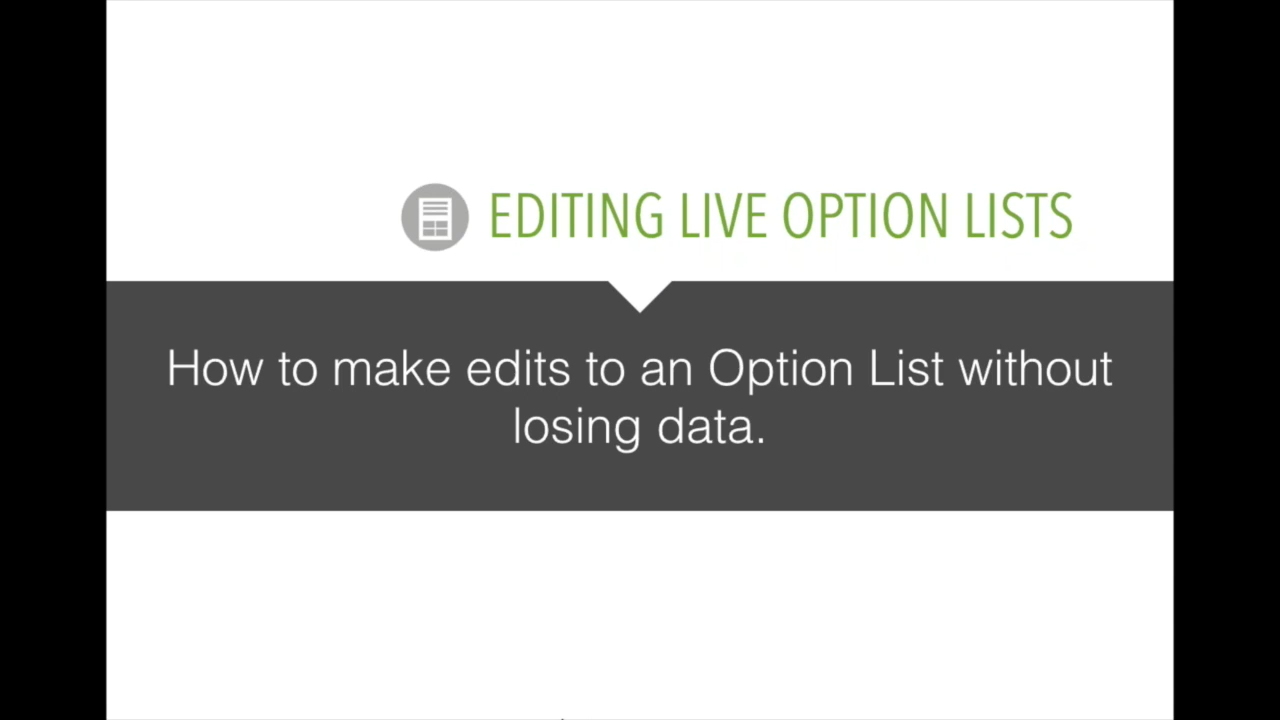 EDITING LIVE OPTION LISTS
How to make edits to an Option List without
losing data.